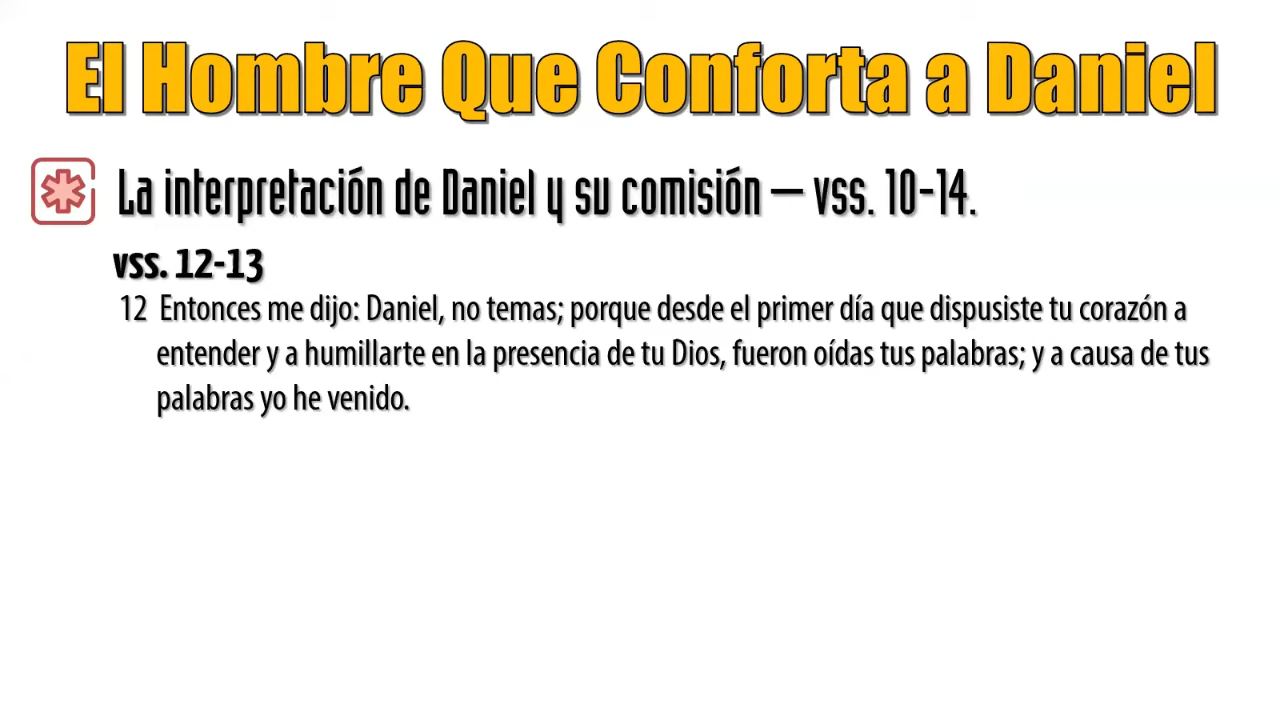 El Hombre Que Conforta a Daniel
La interpretación de Daniel y su comisión – vss. 10-14.
vss. 12-13
12 Entonces me dijo: Daniel, no temas; porque desde el primer día que dispusiste tu corazón a
entender y a humillarte en la presencia de tu Dios, fueron oídas tus palabras; y a causa de tus
palabras yo he venido.